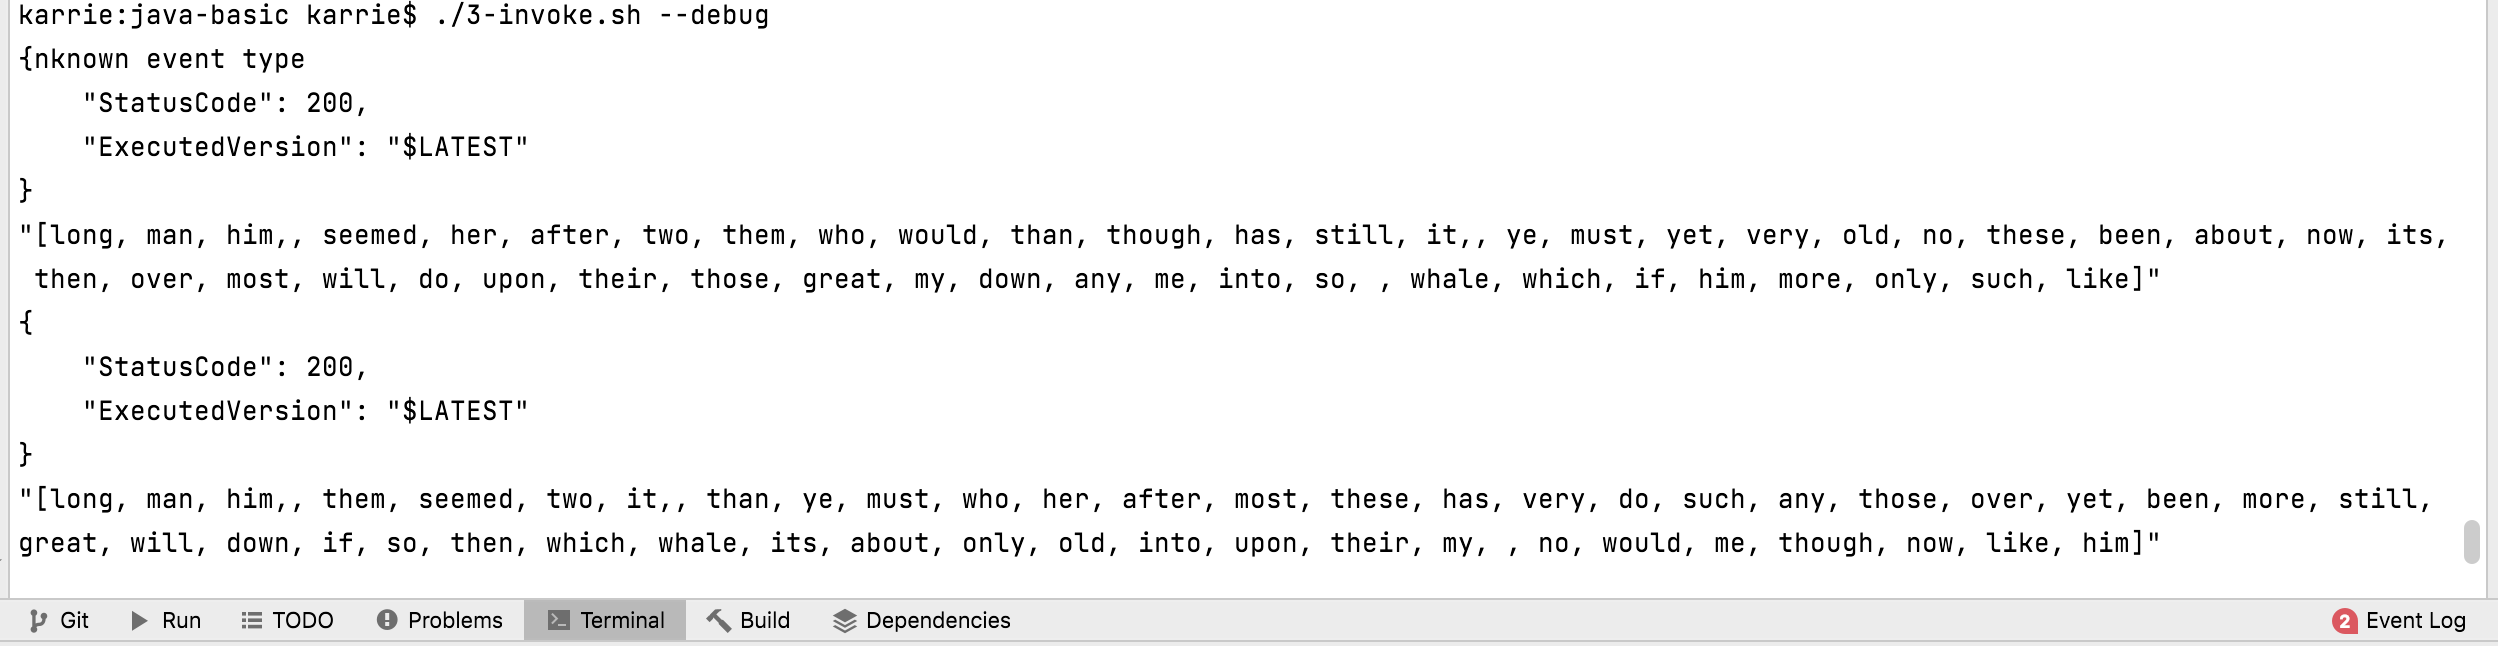 karrie:java-basic karrie$ ./3-invoke.sh --debug
{nknown event type
    "StatusCode": 200,
    "ExecutedVersion": "$LATEST"
}
"[long, man, him,, seemed, her, after, two, them, who, would, than, though, has, still, it,, ye, must, yet, very, old, no, these, been, about, now, its,
 then, over, most, will, do, upon, their, those, great, my, down, any, me, into, so, , whale, which, if, him, more, only, such, like]"
{
    "StatusCode": 200,
    "ExecutedVersion": "$LATEST"
}
"[long, man, him,, them, seemed, two, it,, than, ye, must, who, her, after, most, these, has, very, do, such, any, those, over, yet, been, more, still,
great, will, down, if, so, then, which, whale, its, about, only, old, into, upon, their, my, , no, would, me, though, now, like, him]"
Git Run TODO Problems Terminal Build Dependencies 2 Event Log